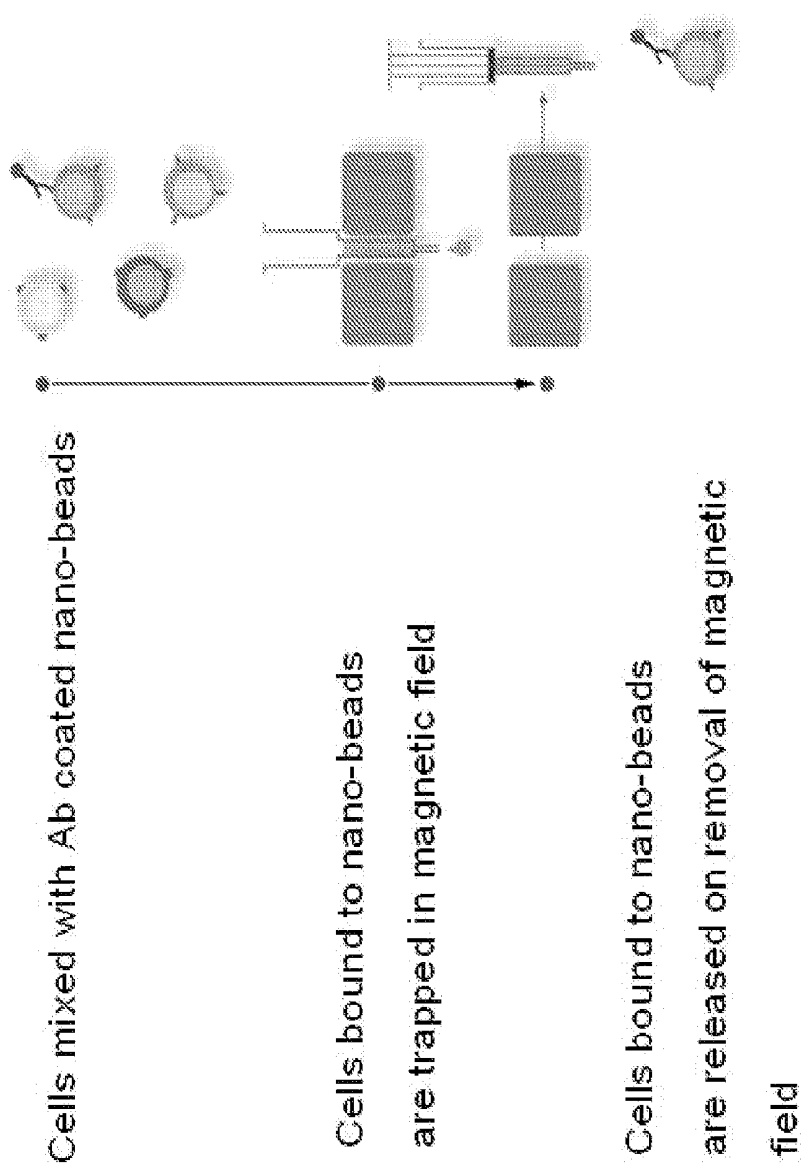 Cells mixed with Ab coated nano-beads
Cells bound to nano-beads
are trapped in magnetic field
Cells bound to nano-beads
are released on removal of magnetic
field